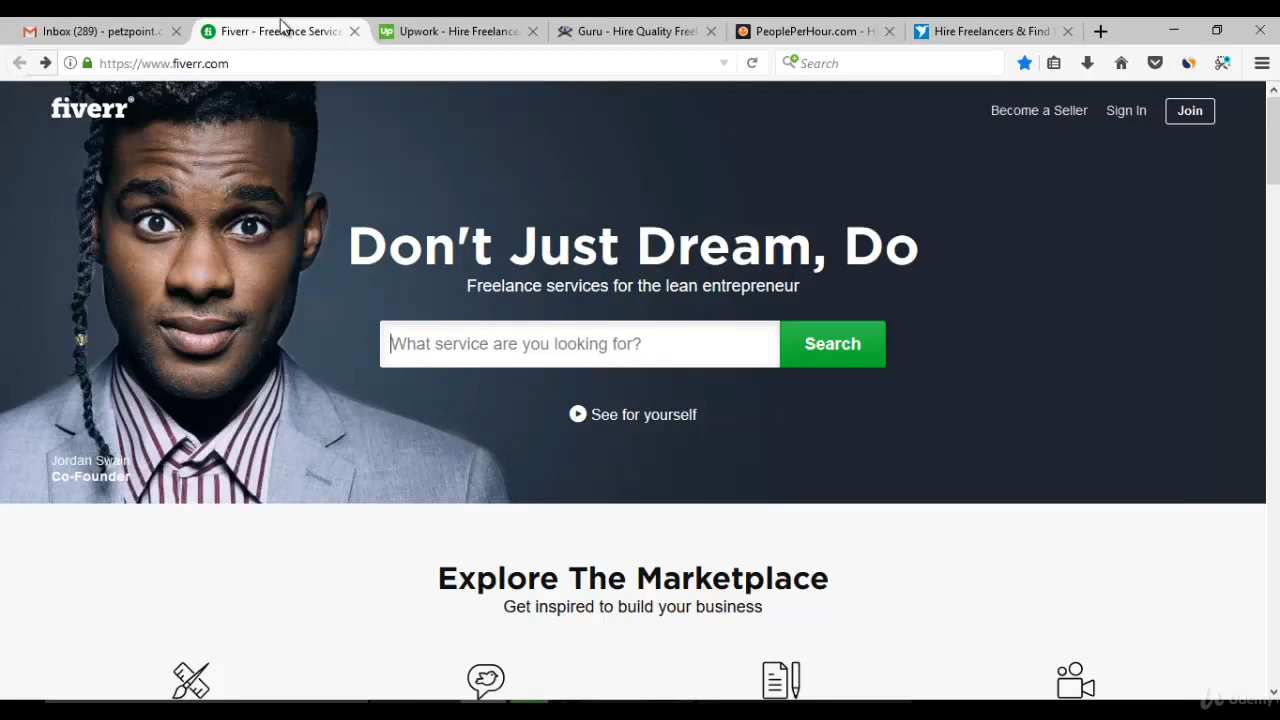 Inbox (289) - petzpoint.c
Fiverr - Freelance Service
Upwork - Hire Freelance
Guru - Hire Quality Free
PeoplePerHour.com - H
Hire Freelancers & Find
https://www.fiverr.com
Search
fiverr®
Become a Seller
Sign In
Join
Don't Just Dream, Do
Freelance services for the lean entrepreneur
What service are you looking for?
Search
See for yourself
Jordan Swain
Co-Founder
Explore The Marketplace
Get inspired to build your business
Udemy